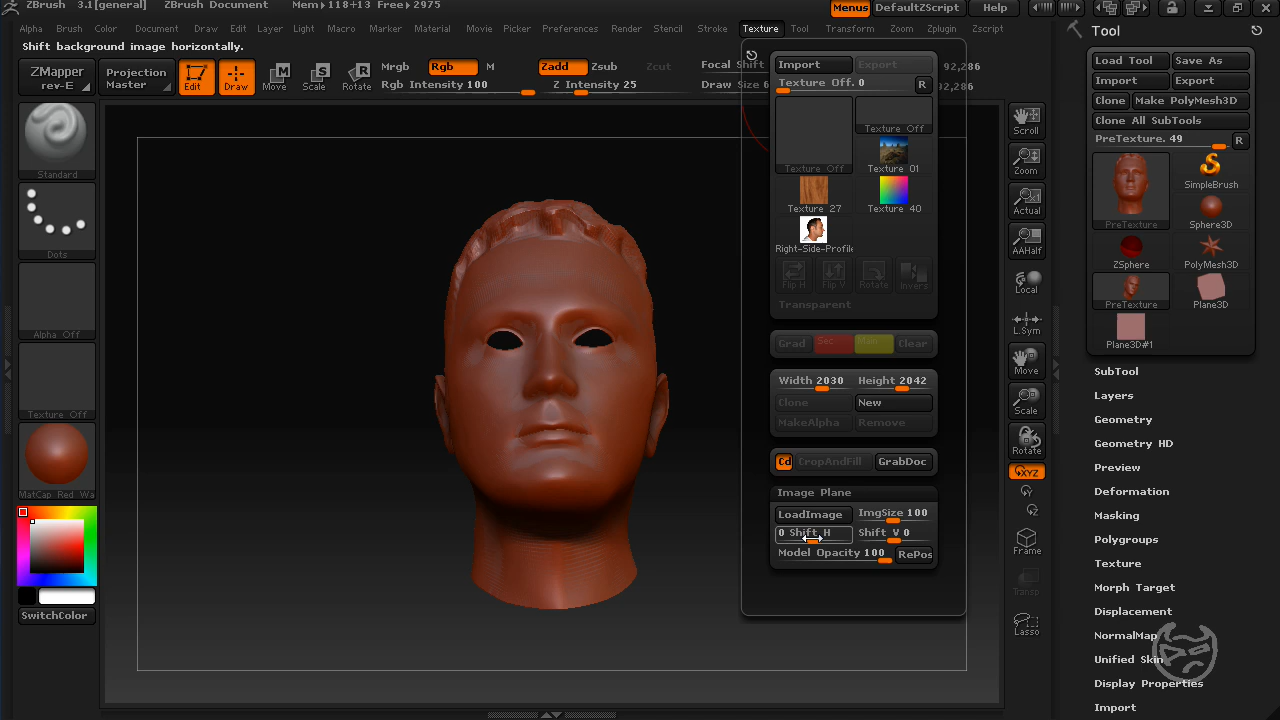 ZBrush 3.1[general] ZBrush Document Mem▸118+13 Free▸2975 Menus DefaultZScript Help
Alpha Brush Color Document Draw Edit Layer Light Macro Marker Material Movie Picker Preferences Render Stencil Stroke Texture Tool Transform Zoom Zplugin Zscript
Shift background image horizontally.
ZMapper
rev-E
Projection
Master
Edit
Draw
Move
Scale
Rotate
Mrgb Rgb M
Rgb Intensity 100
Zadd Zsub Zcut
Z Intensity 25
Focal Shift
Draw Size 6
92,286
92,286
Standard
Dots
Alpha Off
Texture Off
MatCap Red Wa
SwitchColor
Import Export
Texture Off. 0 R
Texture Off
Texture Off
Texture 01
Texture 27 Texture 40
Right-Side-Profile
Flip H Flip V Rotate Invers
Transparent
Grad Sec Main Clear
Width 2030 Height 2042
Clone New
MakeAlpha Remove
Cd CropAndFill GrabDoc
Image Plane
LoadImage ImgSize 100
0 Shift H Shift V 0
Model Opacity 100 RePos
Scroll
Zoom
Actual
AAHalf
Local
L.Sym
Move
Scale
Rotate
XYZ
Y
Z
Frame
Transp
Lasso
Tool
Load Tool Save As
Import Export
Clone Make PolyMesh3D
Clone All SubTools
PreTexture. 49 R
PreTexture
SimpleBrush
Sphere3D
ZSphere PolyMesh3D
PreTexture Plane3D
Plane3D#1
SubTool
Layers
Geometry
Geometry HD
Preview
Deformation
Masking
Polygroups
Texture
Morph Target
Displacement
NormalMap
Unified Skin
Display Properties
Import